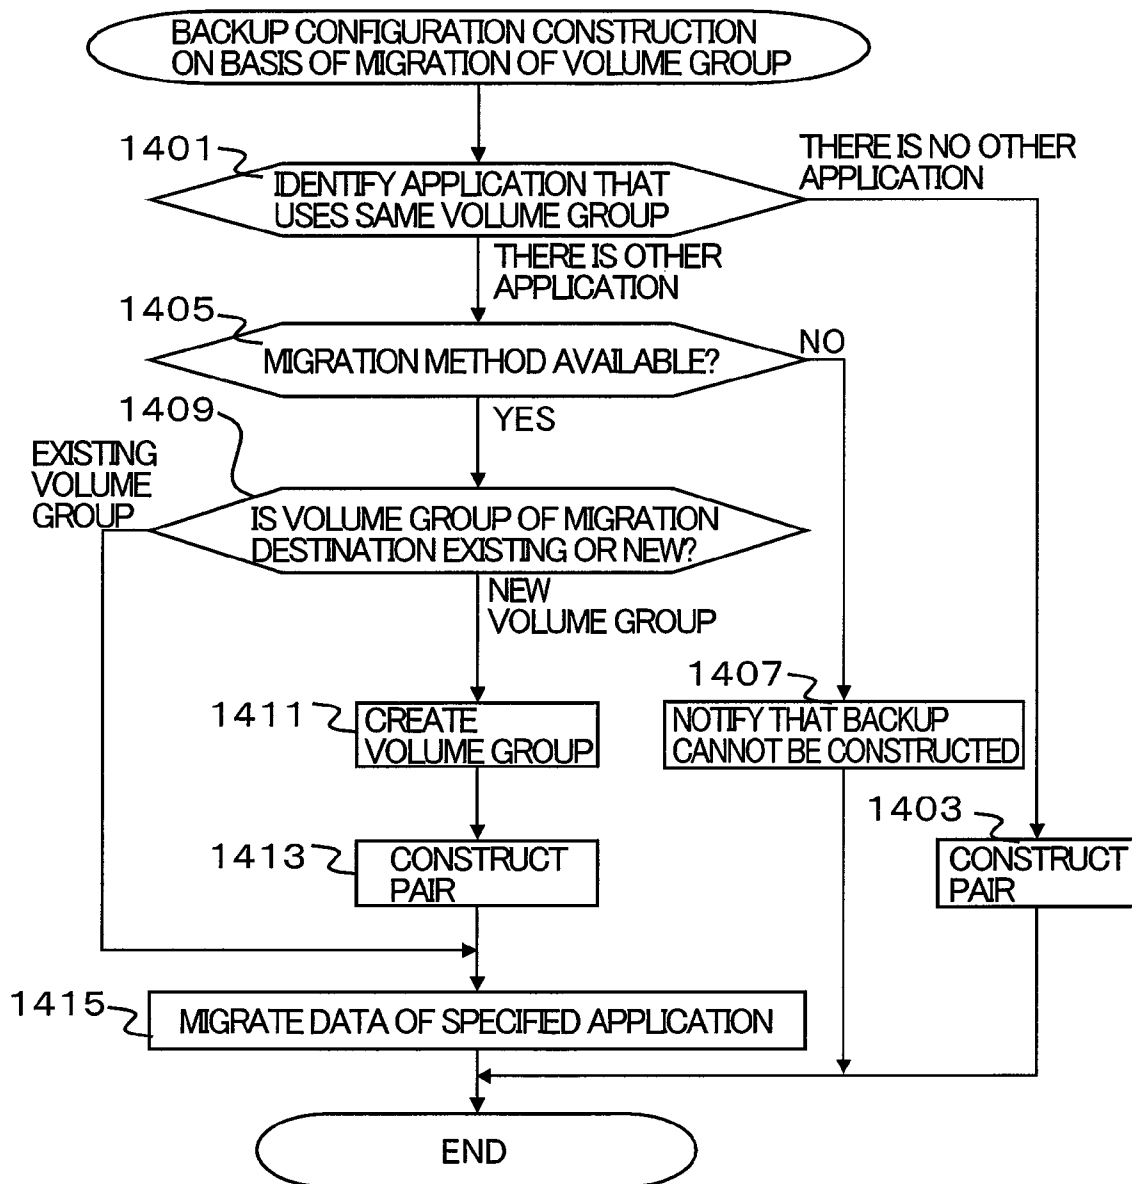 BACKUP CONFIGURATION CONSTRUCTION
ON BASIS OF MIGRATION OF VOLUME GROUP
1401
IDENTIFY APPLICATION THAT
USES SAME VOLUME GROUP
THERE IS NO OTHER
APPLICATION
THERE IS OTHER
APPLICATION
1405
MIGRATION METHOD AVAILABLE?
NO
YES
1409
EXISTING
VOLUME
GROUP
IS VOLUME GROUP OF MIGRATION
DESTINATION EXISTING OR NEW?
NEW
VOLUME GROUP
1411
CREATE
VOLUME GROUP
1407
NOTIFY THAT BACKUP
CANNOT BE CONSTRUCTED
1413
CONSTRUCT
PAIR
1403
CONSTRUCT
PAIR
1415
MIGRATE DATA OF SPECIFIED APPLICATION
END